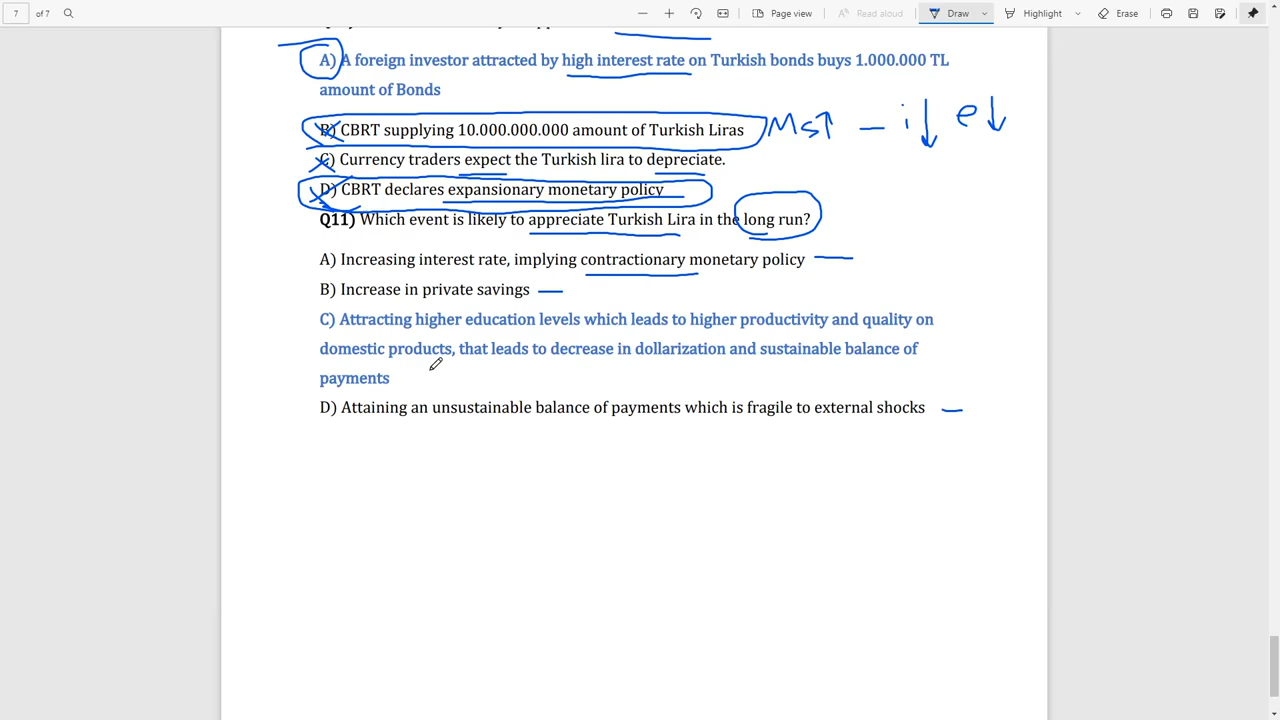 7 of 7 Page view Read aloud Draw Highlight Erase
A) A foreign investor attracted by high interest rate on Turkish bonds buys 1.000.000 TL
amount of Bonds
B) CBRT supplying 10.000.000.000 amount of Turkish Liras Ms↑ – i↓ e↓
C) Currency traders expect the Turkish lira to depreciate.
D) CBRT declares expansionary monetary policy
Q11) Which event is likely to appreciate Turkish Lira in the long run?
A) Increasing interest rate, implying contractionary monetary policy
B) Increase in private savings
C) Attracting higher education levels which leads to higher productivity and quality on
domestic products, that leads to decrease in dollarization and sustainable balance of
payments
D) Attaining an unsustainable balance of payments which is fragile to external shocks